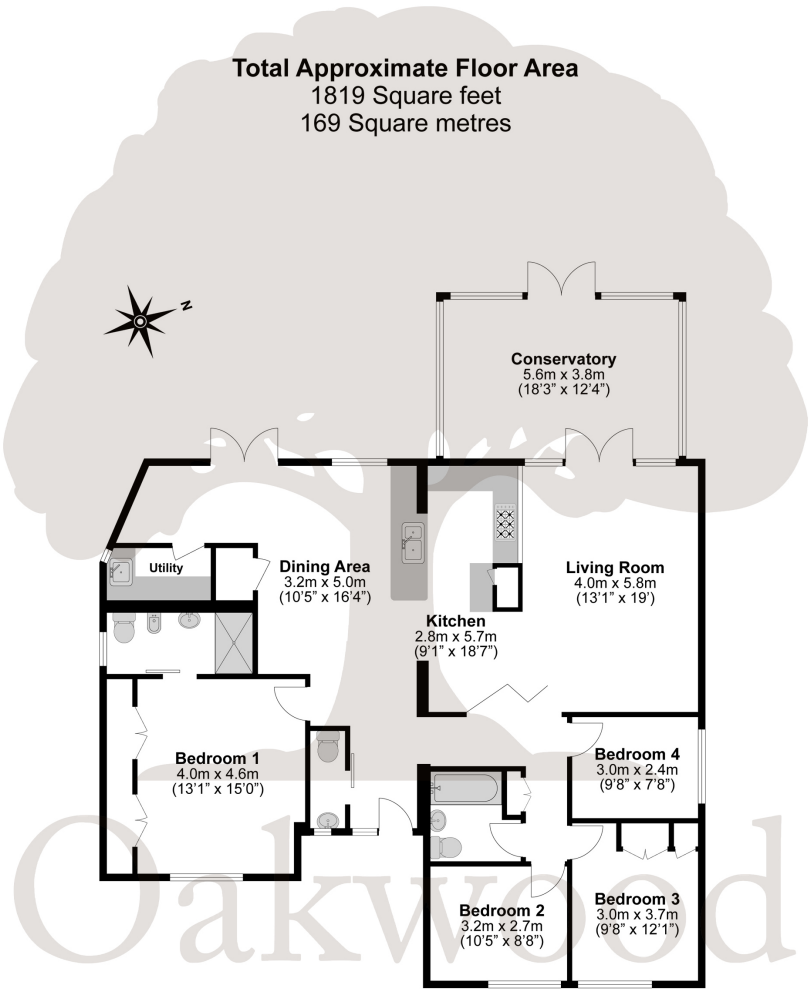 Total Approximate Floor Area
1819 Square feet
169 Square metres
N
Conservatory
5.6m x 3.8m
(18'3" x 12'4")
Utility
Dining Area
3.2m x 5.0m
(10'5" x 16'4")
Living Room
4.0m x 5.8m
(13'1" x 19')
Kitchen
2.8m x 5.7m
(9'1" x 18'7")
Bedroom 1
4.0m x 4.6m
(13'1" x 15'0")
Bedroom 4
3.0m x 2.4m
(9'8" x 7'8")
Bedroom 2
3.2m x 2.7m
(10'5" x 8'8")
Bedroom 3
3.0m x 3.7m
(9'8" x 12'1")
Oakwood